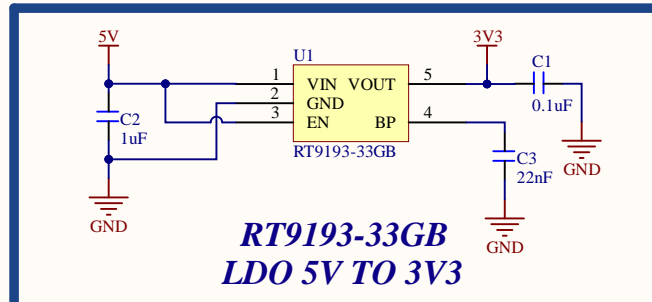 5V
U1
3V3
C1
0.1uF
1 VIN VOUT 5
2 GND
3 EN BP 4
RT9193-33GB
C2
1uF
C3
22nF
GND
GND
GND
RT9193-33GB
LDO 5V TO 3V3